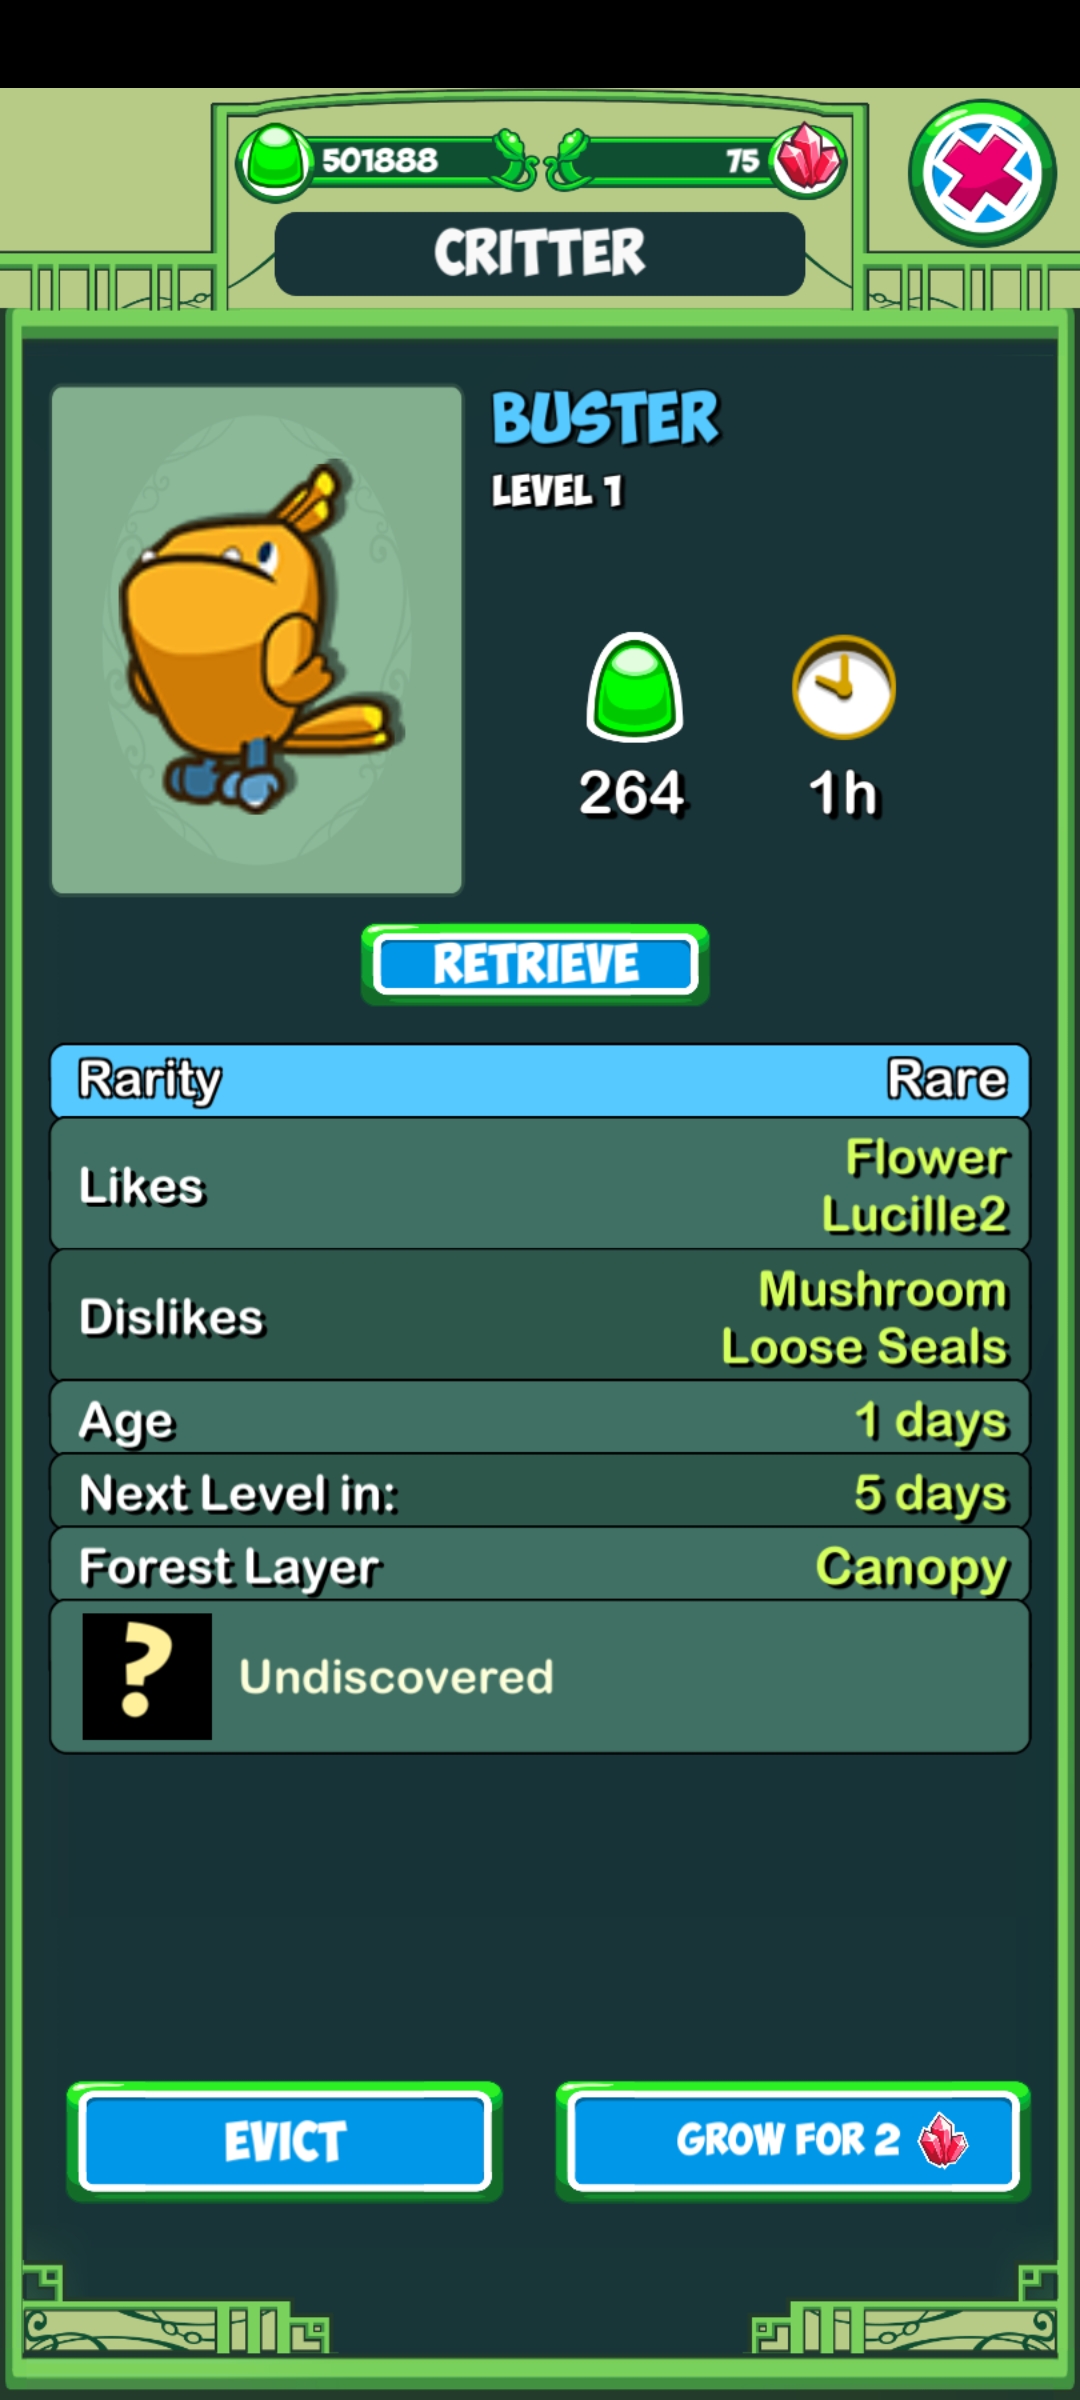 501888
75
CRITTER
BUSTER
LEVEL 1
264
1h
RETRIEVE
Rarity Rare
Likes Flower
Lucille2
Dislikes Mushroom
Loose Seals
Age 1 days
Next Level in: 5 days
Forest Layer Canopy
? Undiscovered
EVICT
GROW FOR 2